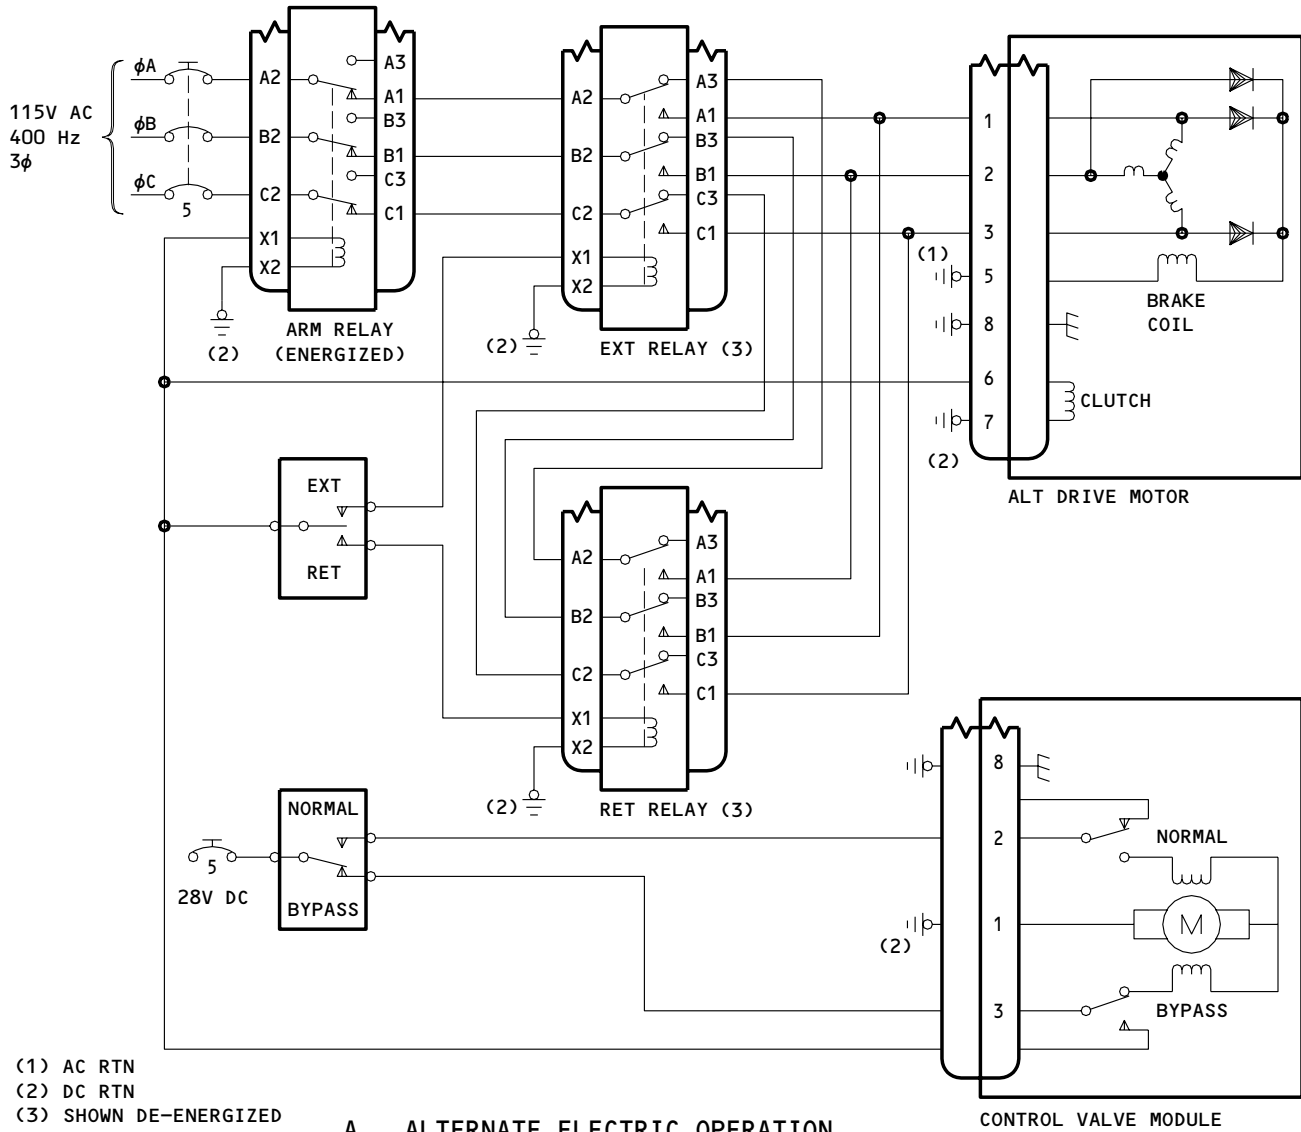 115V AC
400 Hz
3ϕ
ϕA
ϕB
ϕC
5
A2
B2
C2
X1
X2
A3
A1
B3
B1
C3
C1
(2)
ARM RELAY
(ENERGIZED)
A2
B2
C2
X1
X2
A3
A1
B3
B1
C3
C1
(2)
EXT RELAY (3)
1
2
3
(1)
5
8
6
7
(2)
BRAKE
COIL
CLUTCH
ALT DRIVE MOTOR
EXT
RET
A2
B2
C2
X1
X2
A3
A1
B3
B1
C3
C1
(2)
RET RELAY (3)
5
28V DC
NORMAL
BYPASS
8
2
1
(2)
3
NORMAL
M
BYPASS
CONTROL VALVE MODULE
(1) AC RTN
(2) DC RTN
(3) SHOWN DE-ENERGIZED
A ALTERNATE ELECTRIC OPERATION